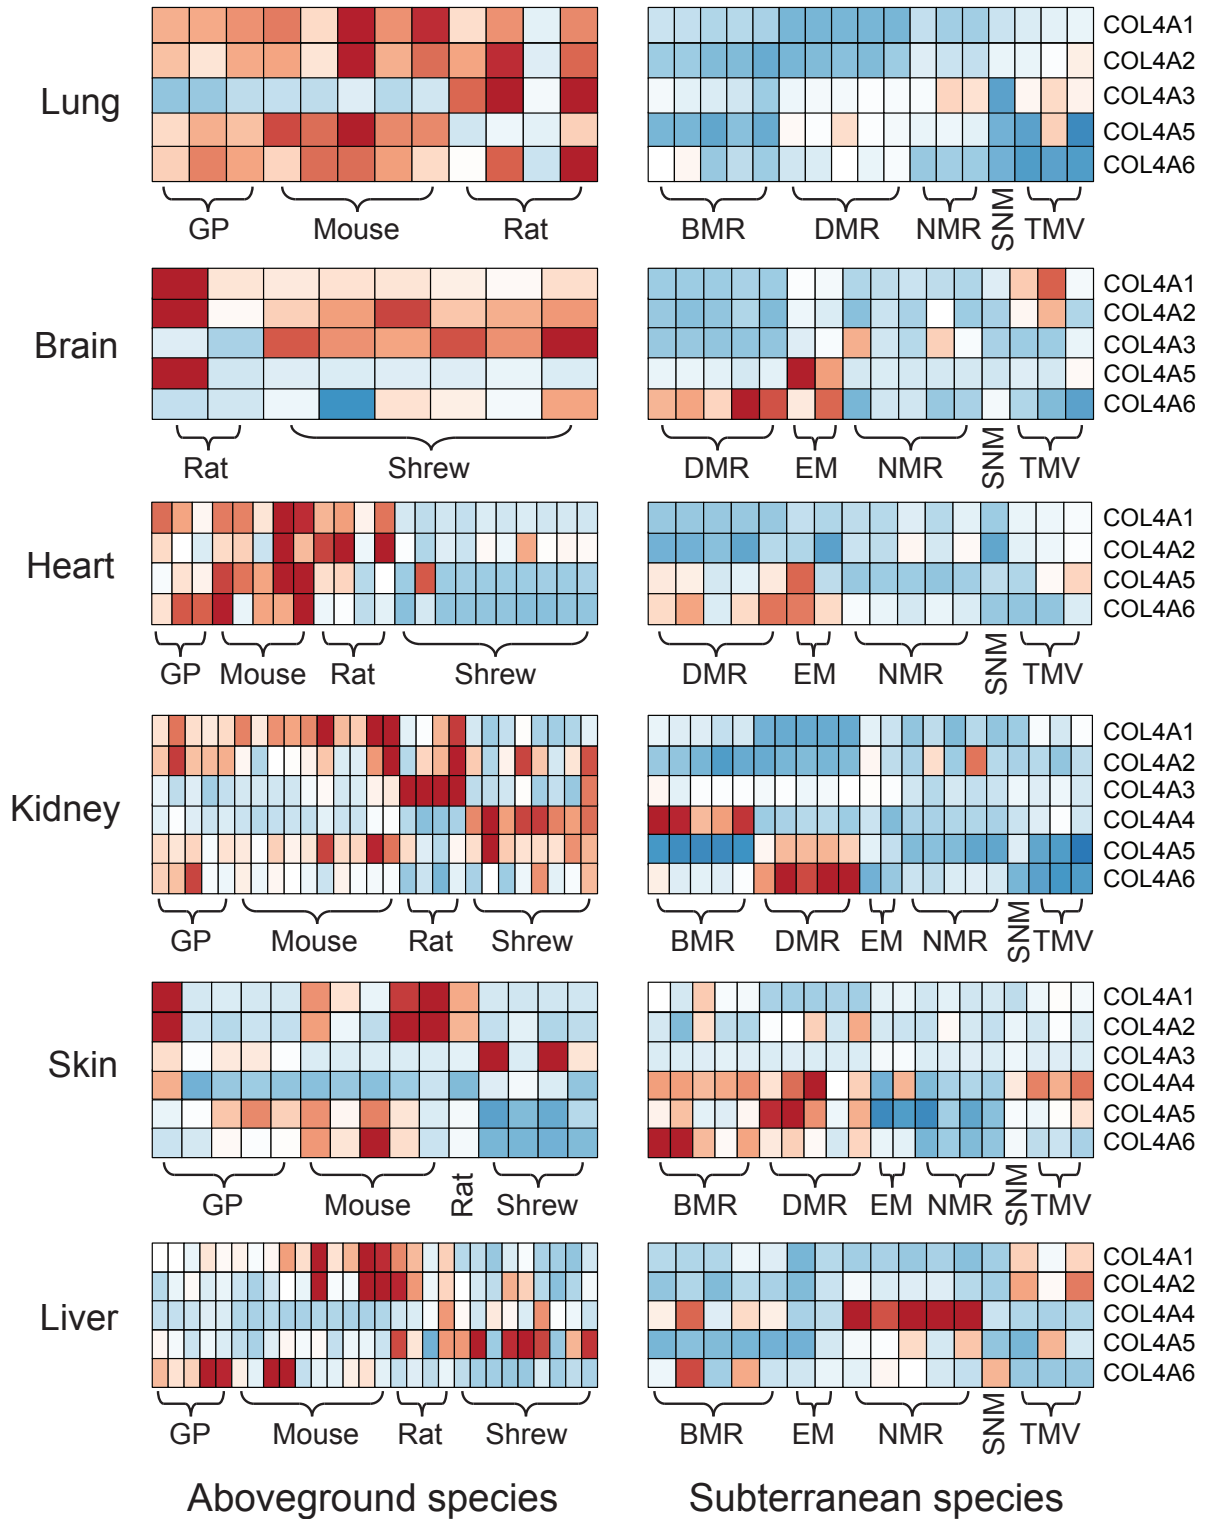 Lung
COL4A1
COL4A2
COL4A3
COL4A5
COL4A6
GP Mouse Rat BMR DMR NMR SNM TMV
Brain
COL4A1
COL4A2
COL4A3
COL4A5
COL4A6
Rat Shrew DMR EM NMR SNM TMV
Heart
COL4A1
COL4A2
COL4A5
COL4A6
GP Mouse Rat Shrew DMR EM NMR SNM TMV
Kidney
COL4A1
COL4A2
COL4A3
COL4A4
COL4A5
COL4A6
GP Mouse Rat Shrew BMR DMR EM NMR SNM TMV
Skin
COL4A1
COL4A2
COL4A3
COL4A4
COL4A5
COL4A6
GP Mouse Rat Shrew BMR DMR EM NMR SNM TMV
Liver
COL4A1
COL4A2
COL4A4
COL4A5
COL4A6
GP Mouse Rat Shrew BMR EM NMR SNM TMV
Aboveground species Subterranean species